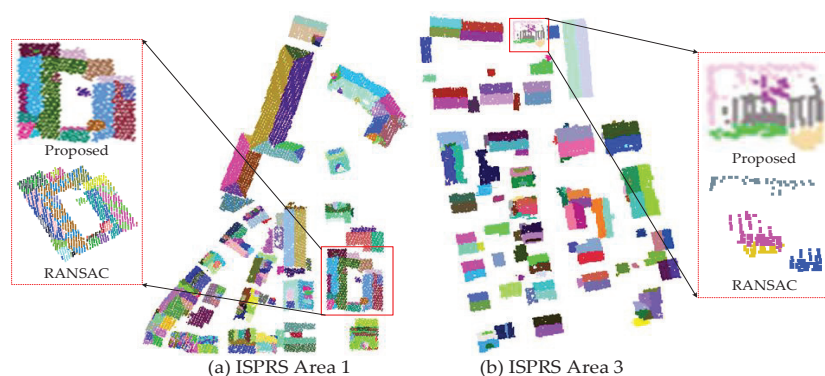 Proposed
RANSAC
Proposed
RANSAC
(a) ISPRS Area 1
(b) ISPRS Area 3